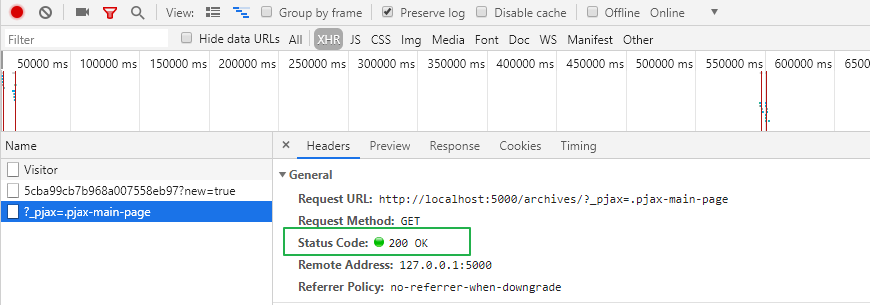 View: Group by frame Preserve log Disable cache Offline Online
Filter Hide data URLs All XHR JS CSS Img Media Font Doc WS Manifest Other
50000 ms 100000 ms 150000 ms 200000 ms 250000 ms 300000 ms 350000 ms 400000 ms 450000 ms 500000 ms 550000 ms 600000 ms 6500
Name
Visitor
5cba99cb7b968a007558eb97?new=true
?_pjax=.pjax-main-page
× Headers Preview Response Cookies Timing
General
Request URL: http://localhost:5000/archives/?_pjax=.pjax-main-page
Request Method: GET
Status Code: 200 OK
Remote Address: 127.0.0.1:5000
Referrer Policy: no-referrer-when-downgrade